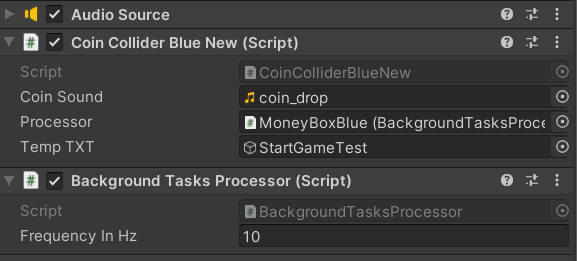 Audio Source
Coin Collider Blue New (Script)
Script CoinColliderBlueNew
Coin Sound coin_drop
Processor MoneyBoxBlue (BackgroundTasksProce
Temp TXT StartGameTest
Background Tasks Processor (Script)
Script BackgroundTasksProcessor
Frequency In Hz 10